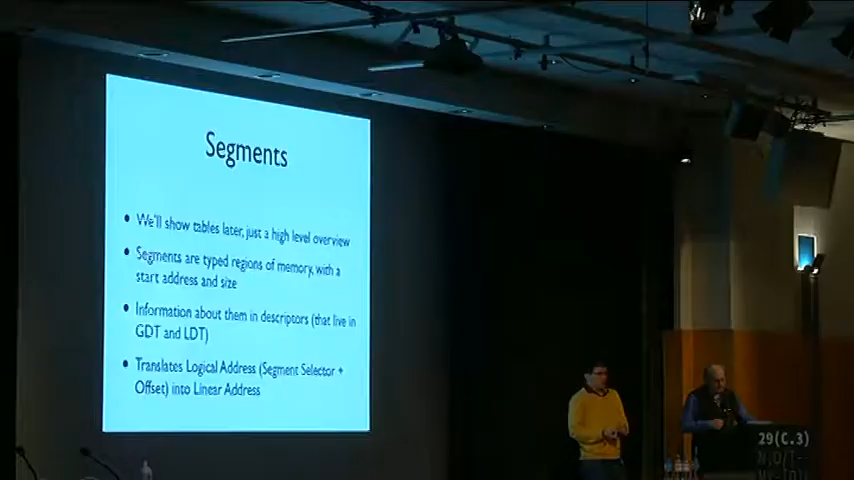 Segments
• We'll show tables later, just a high level overview
• Segments are typed regions of memory, with a
start address and size
• Information about them in descriptors (that live in
GDT and LDT)
• Translates Logical Address (Segment Selector +
Offset) into Linear Address
29(C.3)
N.O/T--